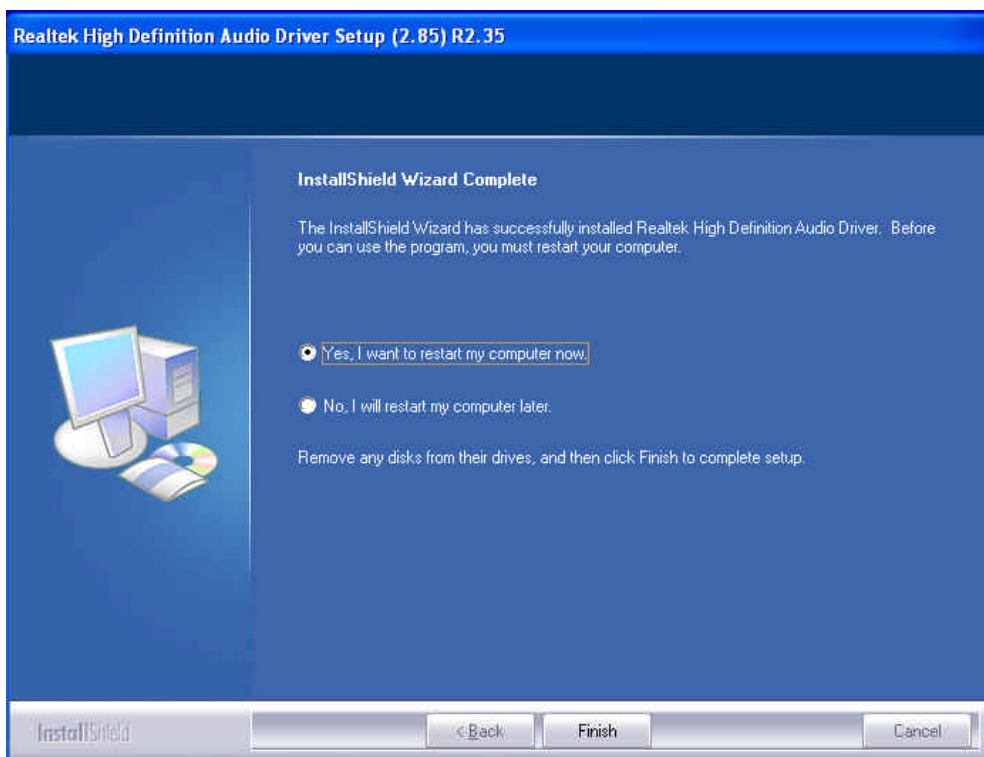 Realtek High Definition Audio Driver Setup (2.85) R2.35
InstallShield Wizard Complete
The InstallShield Wizard has successfully installed Realtek High Definition Audio Driver. Before
you can use the program, you must restart your computer.
Yes, I want to restart my computer now.
No, I will restart my computer later.
Remove any disks from their drives, and then click Finish to complete setup.
InstallShield
< Back
Finish
Cancel